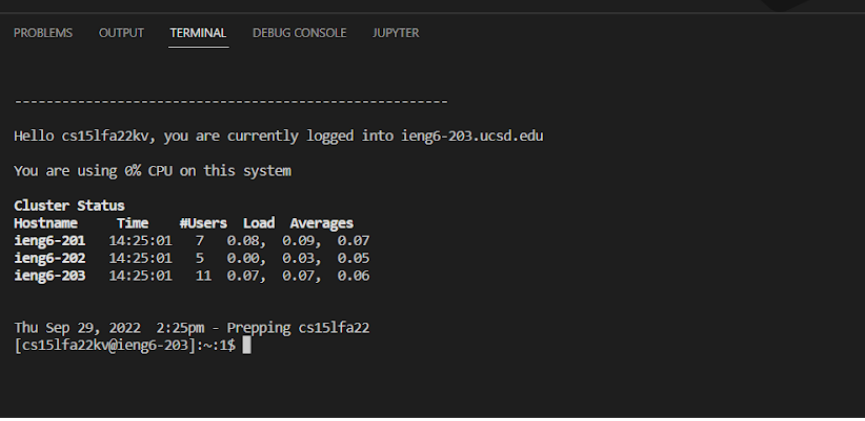 PROBLEMS OUTPUT TERMINAL DEBUG CONSOLE JUPYTER
-------------------------------------------------------
Hello cs15lfa22kv, you are currently logged into ieng6-203.ucsd.edu
You are using 0% CPU on this system
Cluster Status
Hostname Time #Users Load Averages
ieng6-201 14:25:01 7 0.08, 0.09, 0.07
ieng6-202 14:25:01 5 0.00, 0.03, 0.05
ieng6-203 14:25:01 11 0.07, 0.07, 0.06
Thu Sep 29, 2022 2:25pm - Prepping cs15lfa22
[cs15lfa22kv@ieng6-203]:~:1$